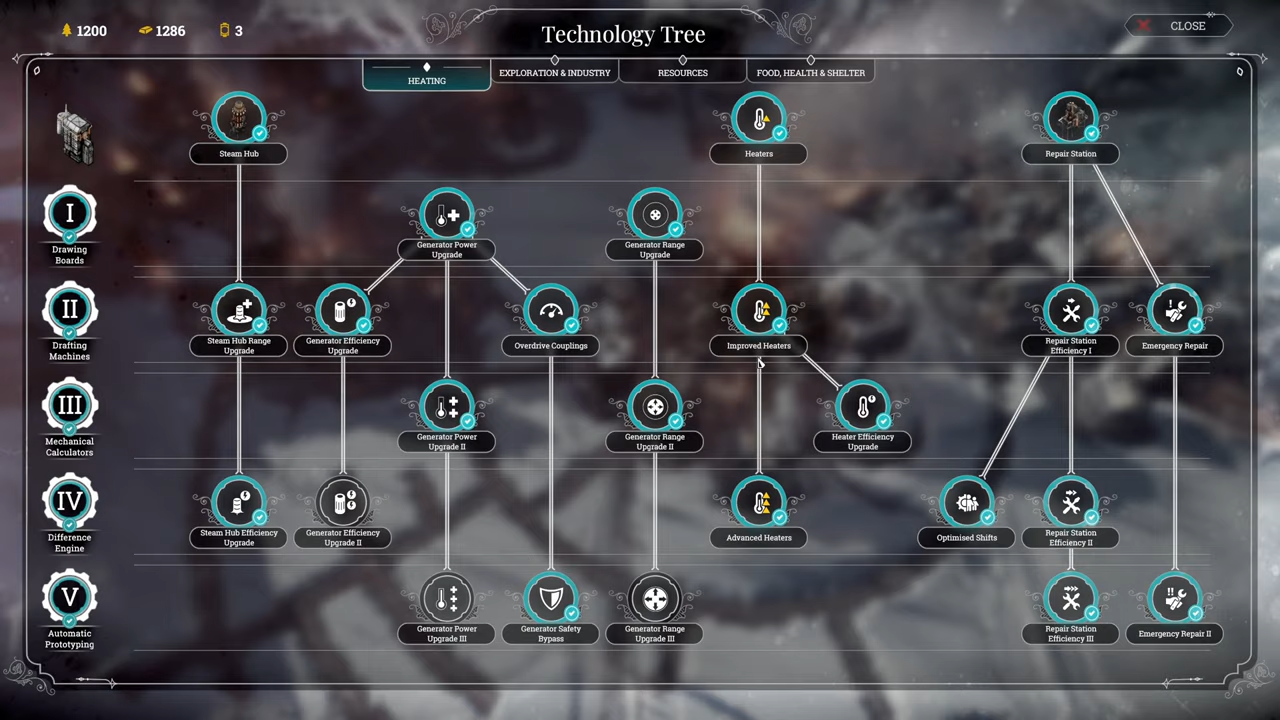 1200
1286
3
Technology Tree
CLOSE
HEATING
EXPLORATION & INDUSTRY
RESOURCES
FOOD, HEALTH & SHELTER
Steam Hub
Heaters
Repair Station
I
Drawing
Boards
Generator Power
Upgrade
Generator Range
Upgrade
II
Drafting
Machines
Steam Hub Range
Upgrade
Generator Efficiency
Upgrade
Overdrive Couplings
Improved Heaters
Repair Station
Efficiency I
Emergency Repair
III
Mechanical
Calculators
Generator Power
Upgrade II
Generator Range
Upgrade II
Heater Efficiency
Upgrade
IV
Difference
Engine
Steam Hub Efficiency
Upgrade
Generator Efficiency
Upgrade II
Advanced Heaters
Optimised Shifts
Repair Station
Efficiency II
V
Automatic
Prototyping
Generator Power
Upgrade III
Generator Safety
Bypass
Generator Range
Upgrade III
Repair Station
Efficiency III
Emergency Repair II